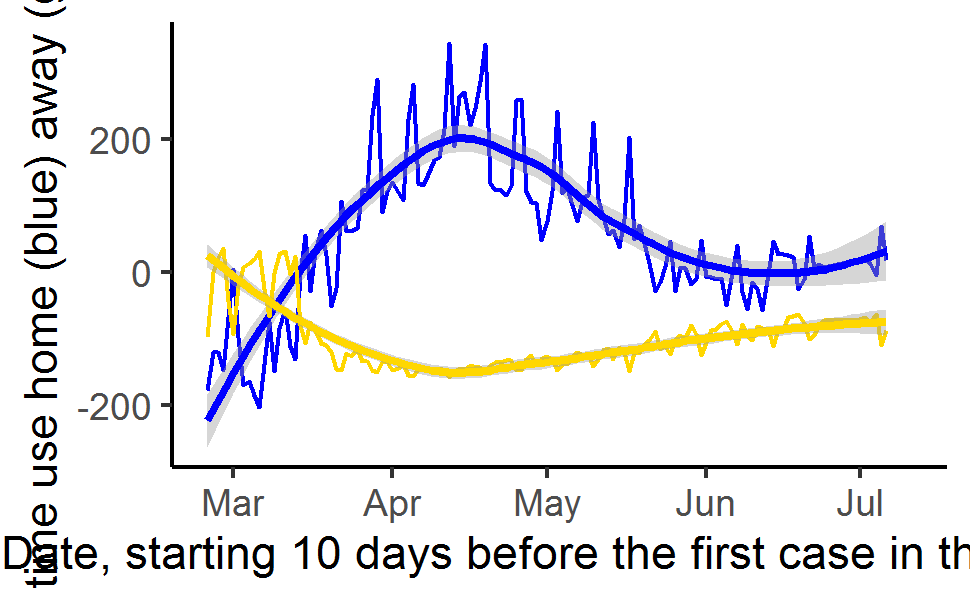 time use home (blue) away (
200
0
-200
Mar Apr May Jun Jul
Date, starting 10 days before the first case in th